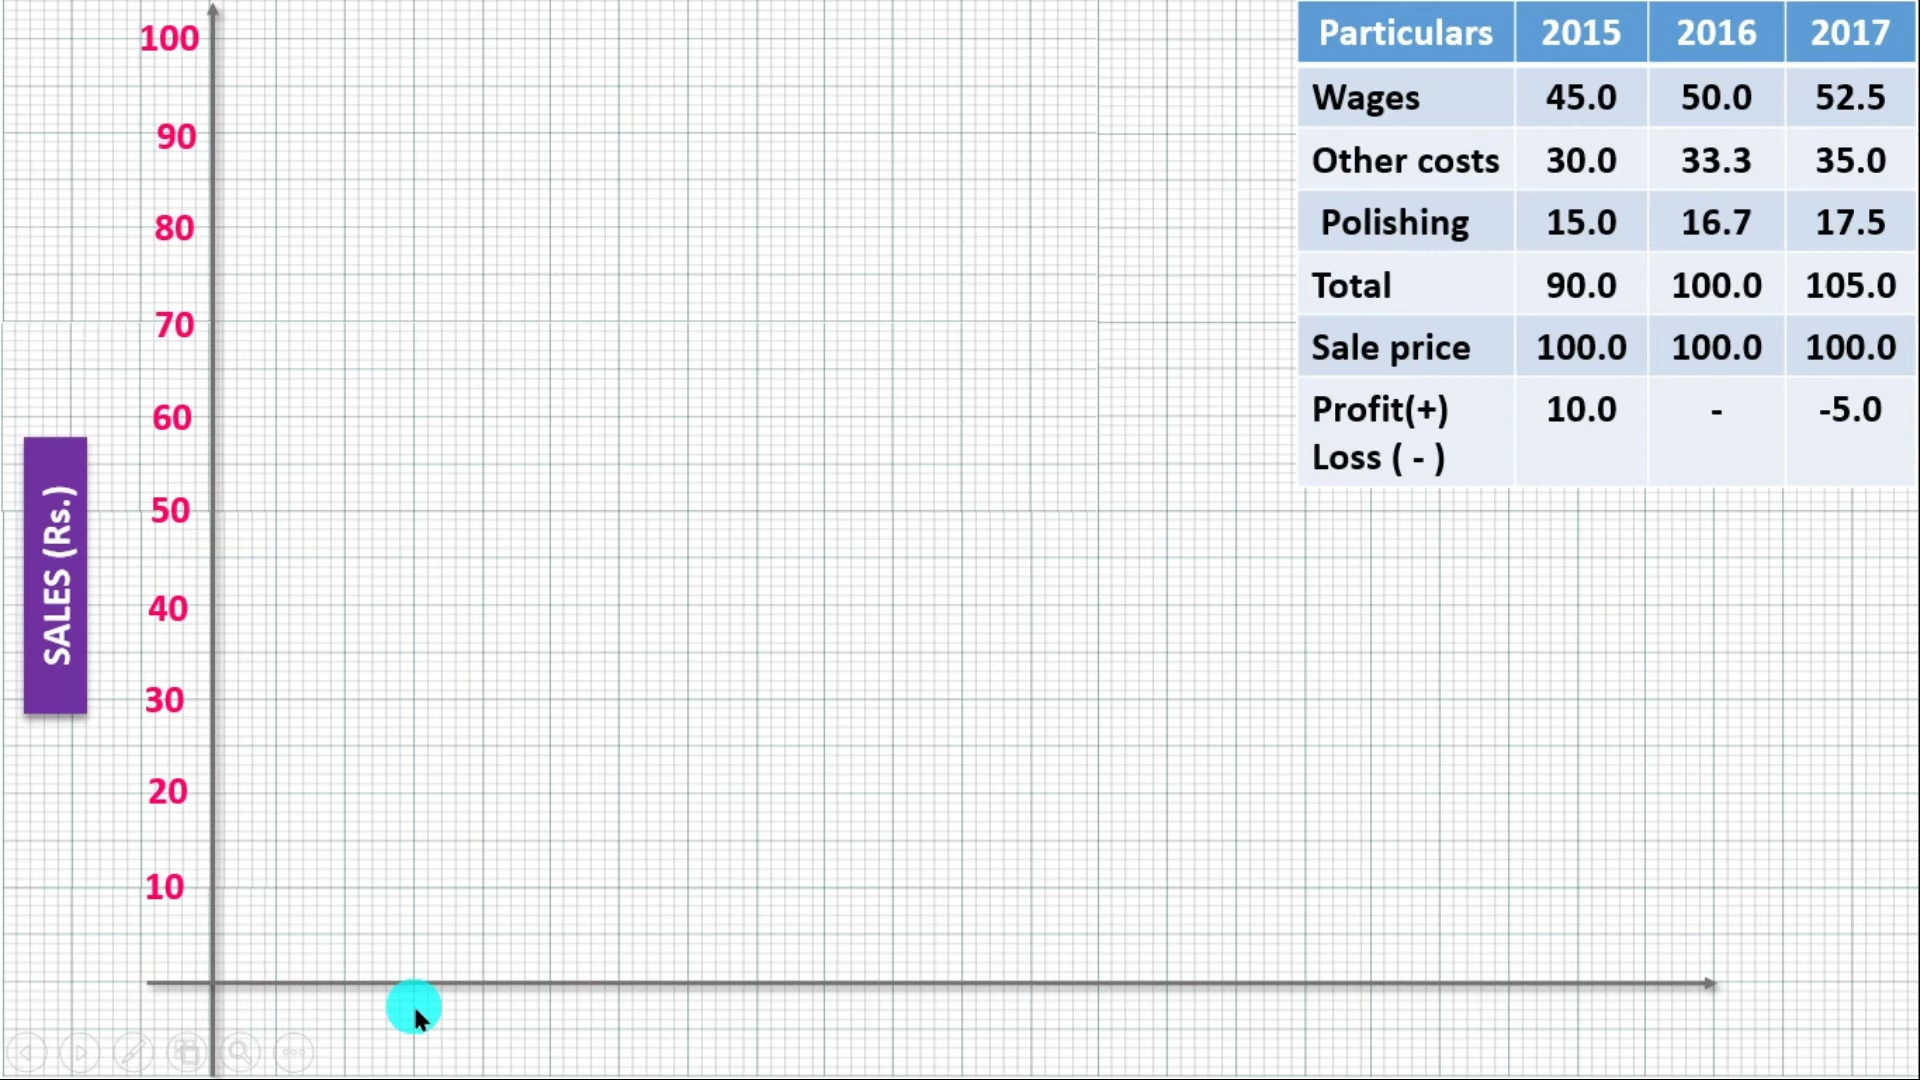 100
90
80
70
60
50
40
30
20
10
SALES (Rs.)
Particulars 2015 2016 2017
Wages 45.0 50.0 52.5
Other costs 30.0 33.3 35.0
Polishing 15.0 16.7 17.5
Total 90.0 100.0 105.0
Sale price 100.0 100.0 100.0
Profit(+) 10.0 - -5.0
Loss ( - )